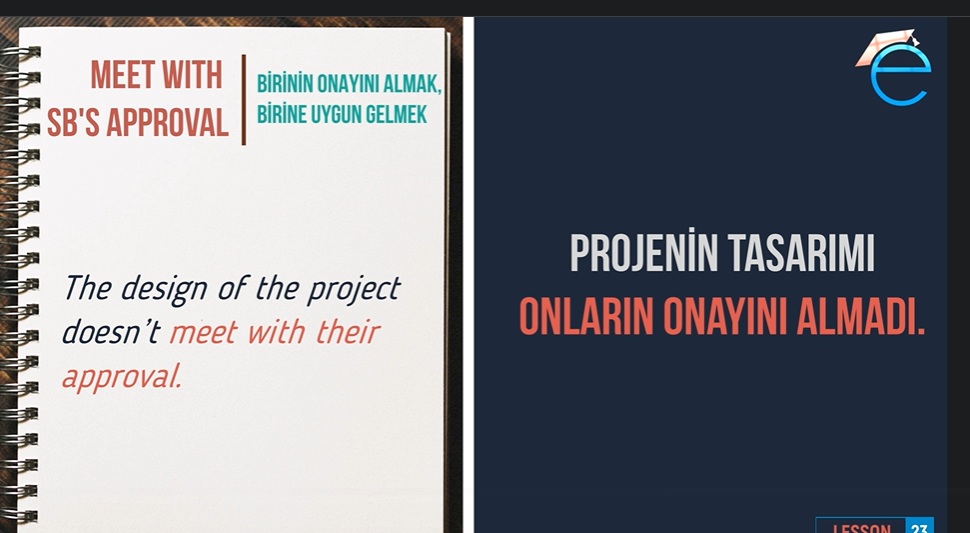 MEET WITH
SB'S APPROVAL
BİRİNİN ONAYINI ALMAK,
BİRİNE UYGUN GELMEK
The design of the project
doesn't meet with their
approval.
e
PROJENİN TASARIMI
ONLARIN ONAYINI ALMADI.
LESSON 23